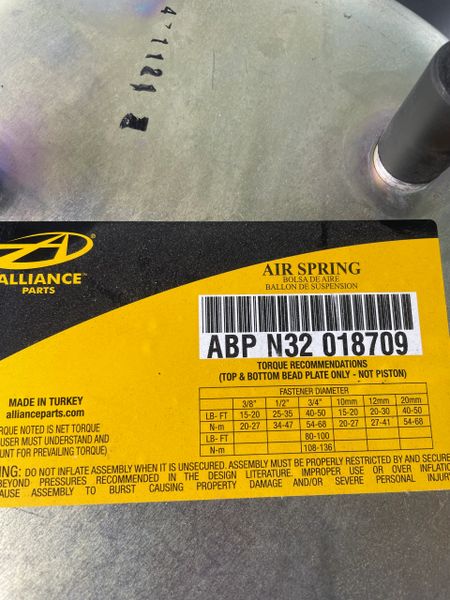 ALLIANCE™
PARTS
AIR SPRING
BOLSA DE AIRE
BALLON DE SUSPENSION
ABP N32 018709
TORQUE RECOMMENDATIONS
(TOP & BOTTOM BEAD PLATE ONLY - NOT PISTON)
FASTENER DIAMETER
3/8" 1/2" 3/4" 10mm 12mm 20mm
LB- FT 15-20 25-35 40-50 15-20 20-30 40-50
N-m 20-27 34-47 54-68 20-27 27-41 54-68
LB- FT 80-100
N-m 108-136
MADE IN TURKEY
alliance​parts.com
NOTED IS NET TORQUE
USER MUST UNDERSTAND AND
FOR PREVAILING TORQUE)
DO NOT INFLATE ASSEMBLY WHEN IT IS UNSECURED. ASSEMBLY MUST BE PROPERLY RESTRICTED BY AND SECURE
BEYOND PRESSURES RECOMMENDED IN THE DESIGN LITERATURE. IMPROPER USE OR OVER INFLATIO
ASSEMBLY TO BURST CAUSING PROPERTY DAMAGE AND/OR SEVERE PERSONAL INJURY